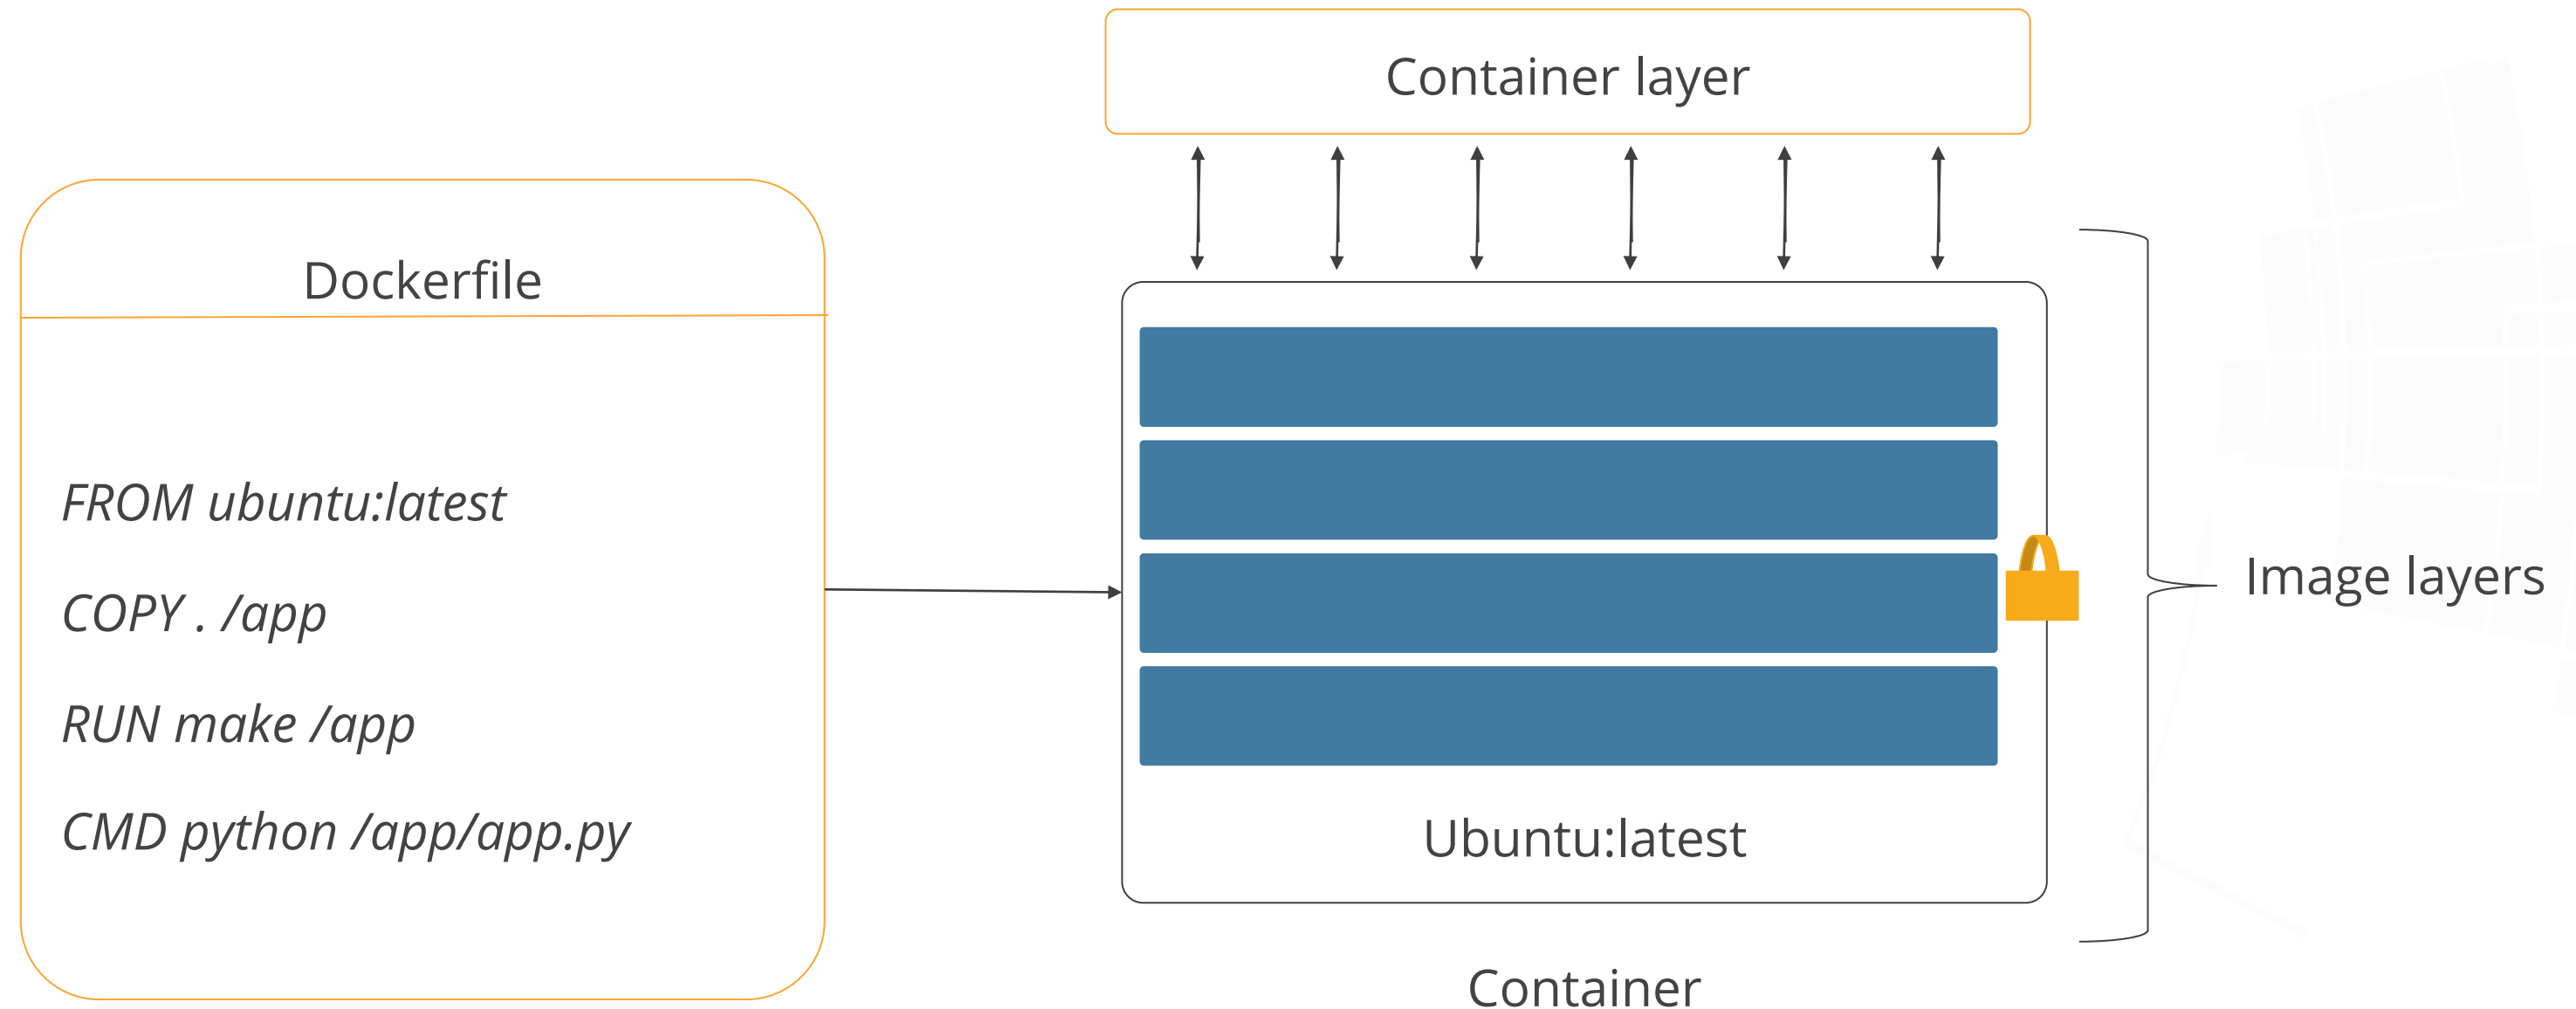 Container layer
Dockerfile
FROM ubuntu:latest
COPY . /app
RUN make /app
CMD python /app/app.py
Ubuntu:latest
Container
Image layers